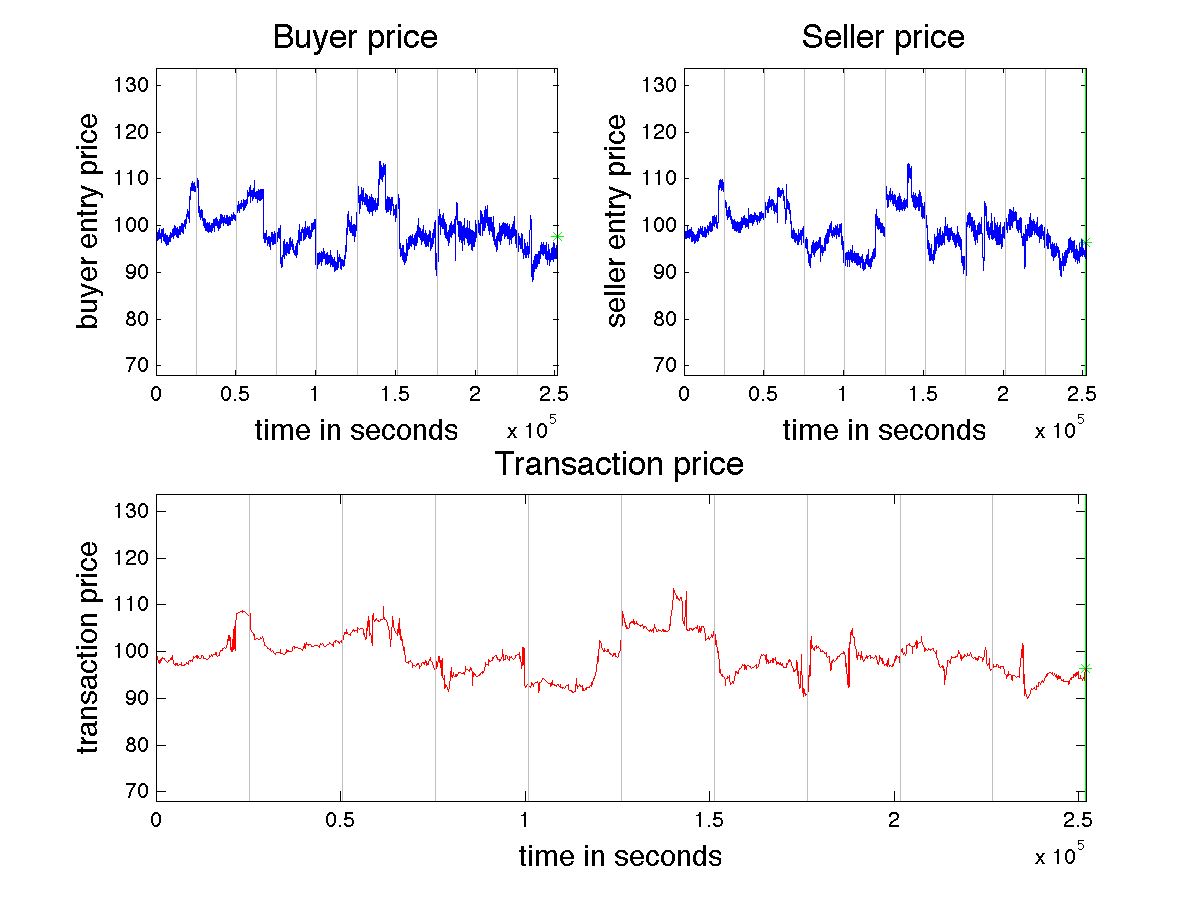 Buyer price
130
120
110
100
90
80
70
buyer entry price
0 0.5 1 1.5 2 2.5
time in seconds
x 10^5
Seller price
130
120
110
100
90
80
70
seller entry price
0 0.5 1 1.5 2 2.5
time in seconds
x 10^5
Transaction price
130
120
110
100
90
80
70
transaction price
0 0.5 1 1.5 2 2.5
time in seconds
x 10^5